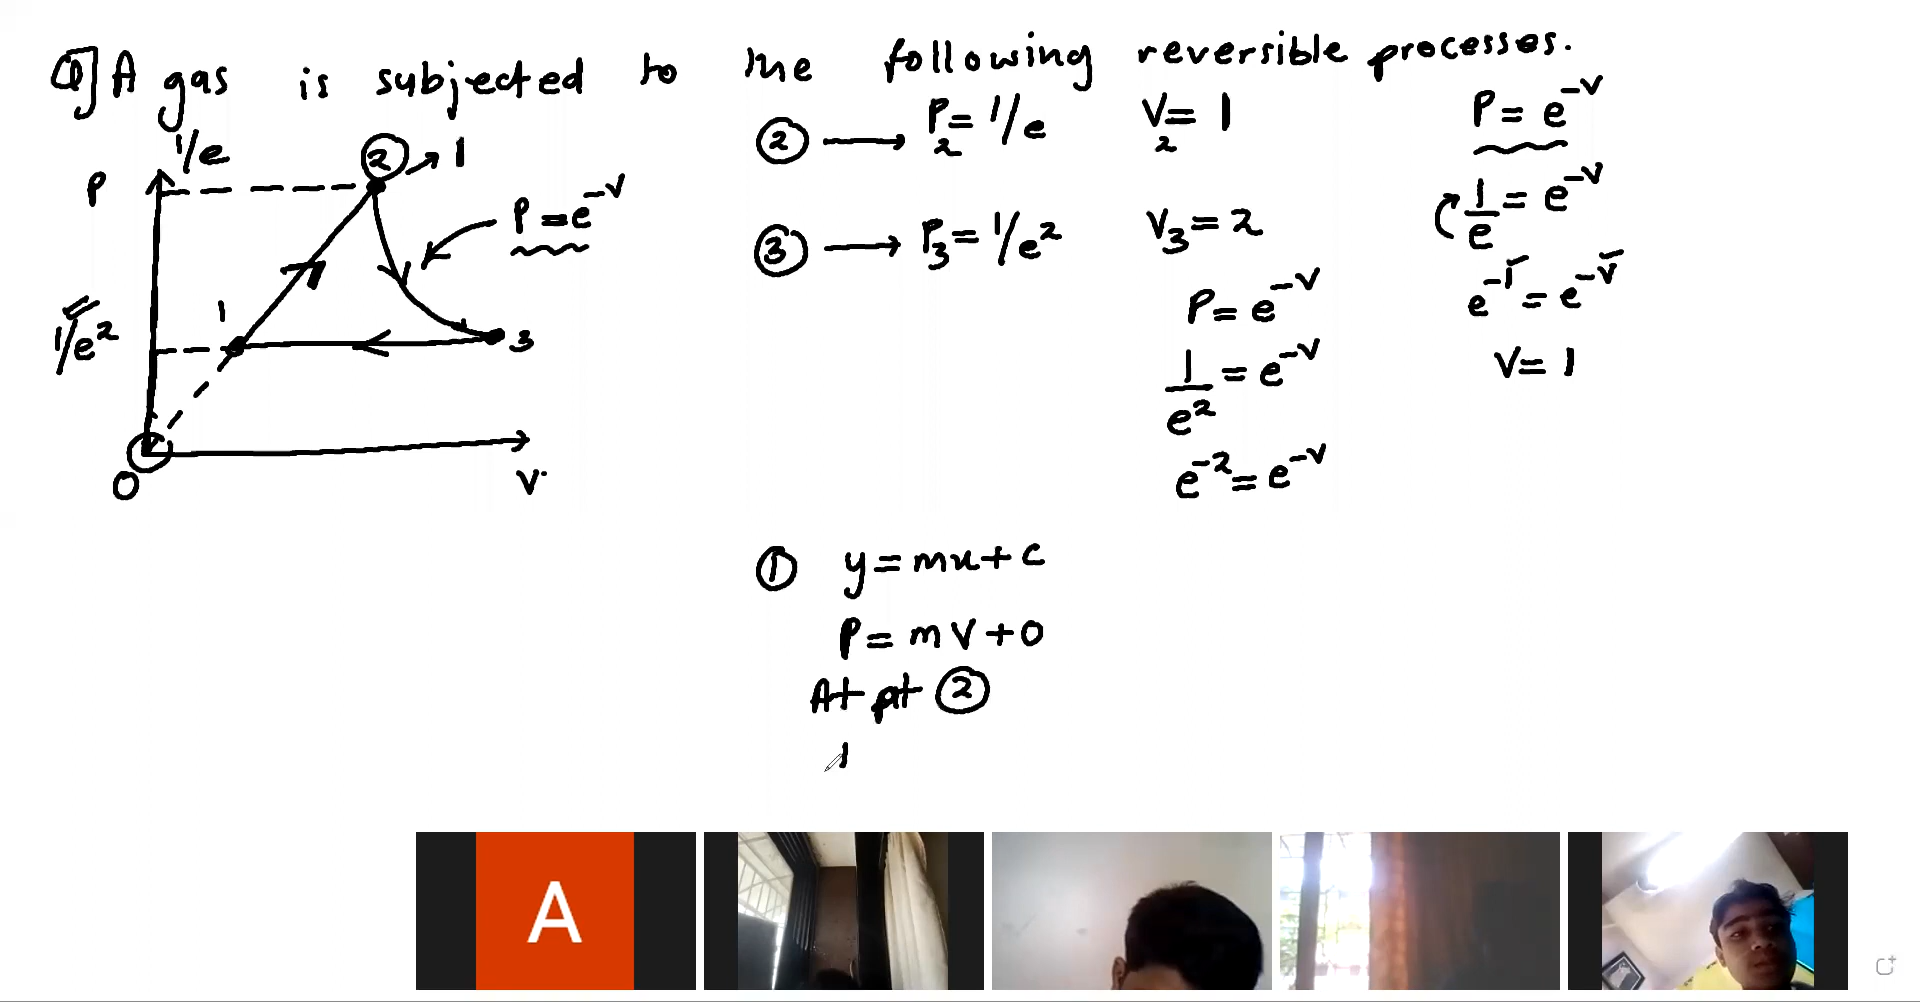 Q] A gas is subjected to the following reversible processes.
1/e
2 → 1
P
P = e^-V
1
1/e²
3
O
V
② → P₂ = 1/e V₂ = 1
③ → P₃ = 1/e² V₃ = 2
P = e^-V
1/e² = e^-V
e^-2 = e^-V
P = e^-V
1/e = e^-V
e^-1 = e^-V
V = 1
① y = mx + c
P = mV + 0
At pt ②
A